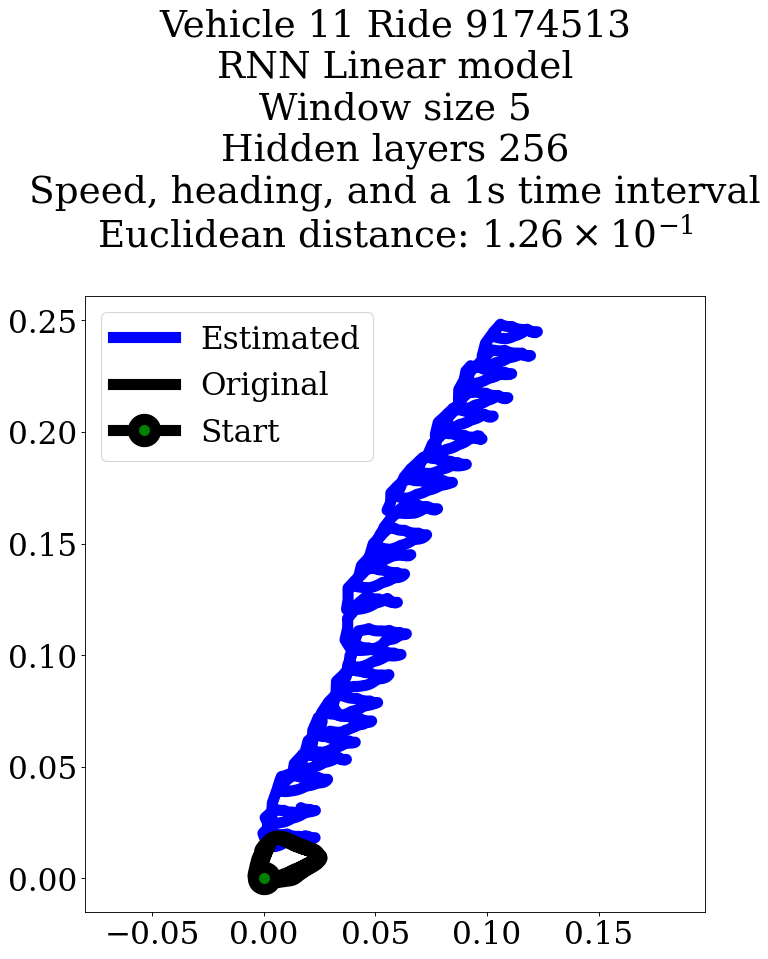 Vehicle 11 Ride 9174513
RNN Linear model
Window size 5
Hidden layers 256
Speed, heading, and a 1s time interval
Euclidean distance: 1.26 × 10⁻¹
Estimated
Original
Start
0.25
0.20
0.15
0.10
0.05
0.00
−0.05 0.00 0.05 0.10 0.15